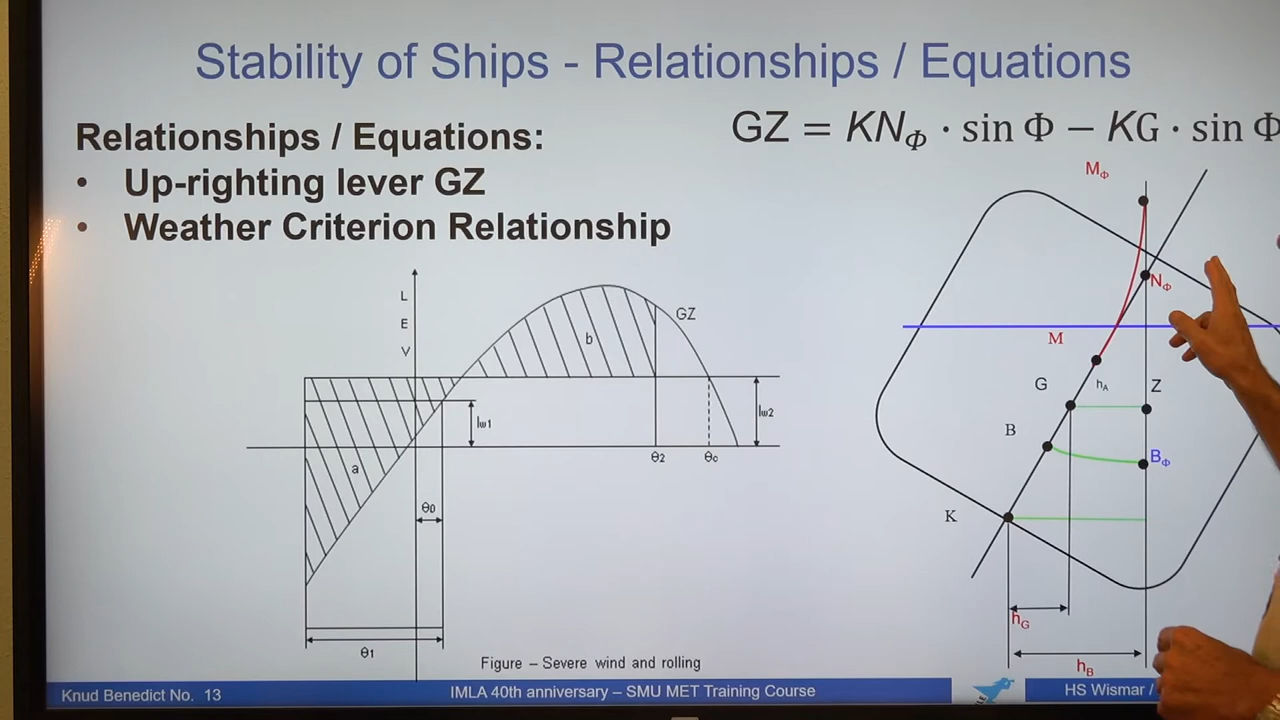 Stability of Ships - Relationships / Equations
Relationships / Equations:
• Up-righting lever GZ
• Weather Criterion Relationship
GZ = KN_Φ · sin Φ − KG · sin Φ
L
E
V
GZ
b
a
lw1
lw2
θ2
θc
θ0
θ1
Figure – Severe wind and rolling
M_Φ
N_Φ
M
G
h_A
Z
B
B_Φ
K
h_G
h_B
Knud Benedict No. 13
IMLA 40th anniversary – SMU MET Training Course
HS Wismar /